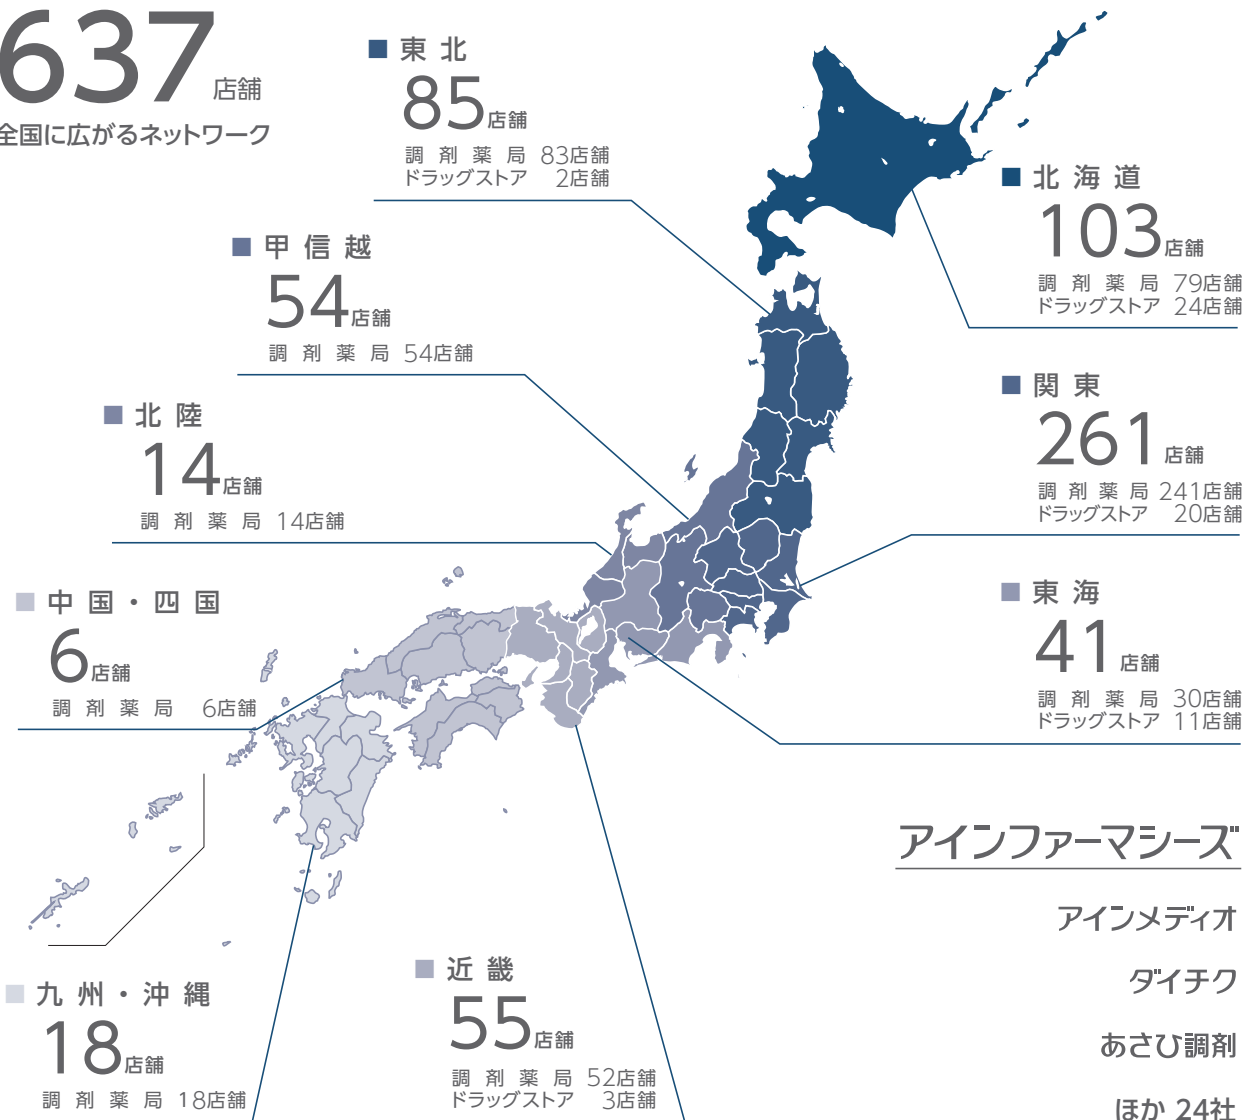 637店舗
全国に広がるネットワーク
東北
85店舗
調剤薬局 83店舗
ドラッグストア 2店舗
北海道
103店舗
調剤薬局 79店舗
ドラッグストア 24店舗
甲信越
54店舗
調剤薬局 54店舗
関東
261店舗
調剤薬局 241店舗
ドラッグストア 20店舗
北陸
14店舗
調剤薬局 14店舗
中国・四国
6店舗
調剤薬局 6店舗
東海
41店舗
調剤薬局 30店舗
ドラッグストア 11店舗
九州・沖縄
18店舗
調剤薬局 18店舗
近畿
55店舗
調剤薬局 52店舗
ドラッグストア 3店舗
アインファーマシーズ
アインメディオ
ダイチク
あさひ調剤
ほか 24社